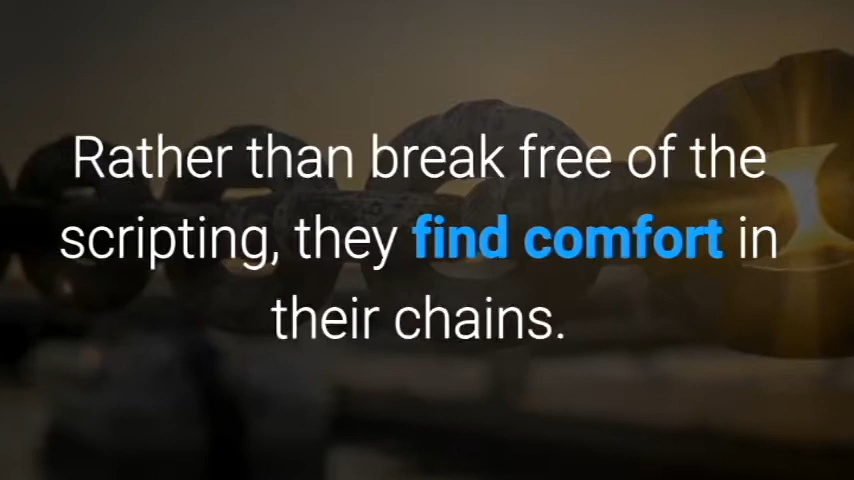 Rather than break free of the
scripting, they find comfort in
their chains.